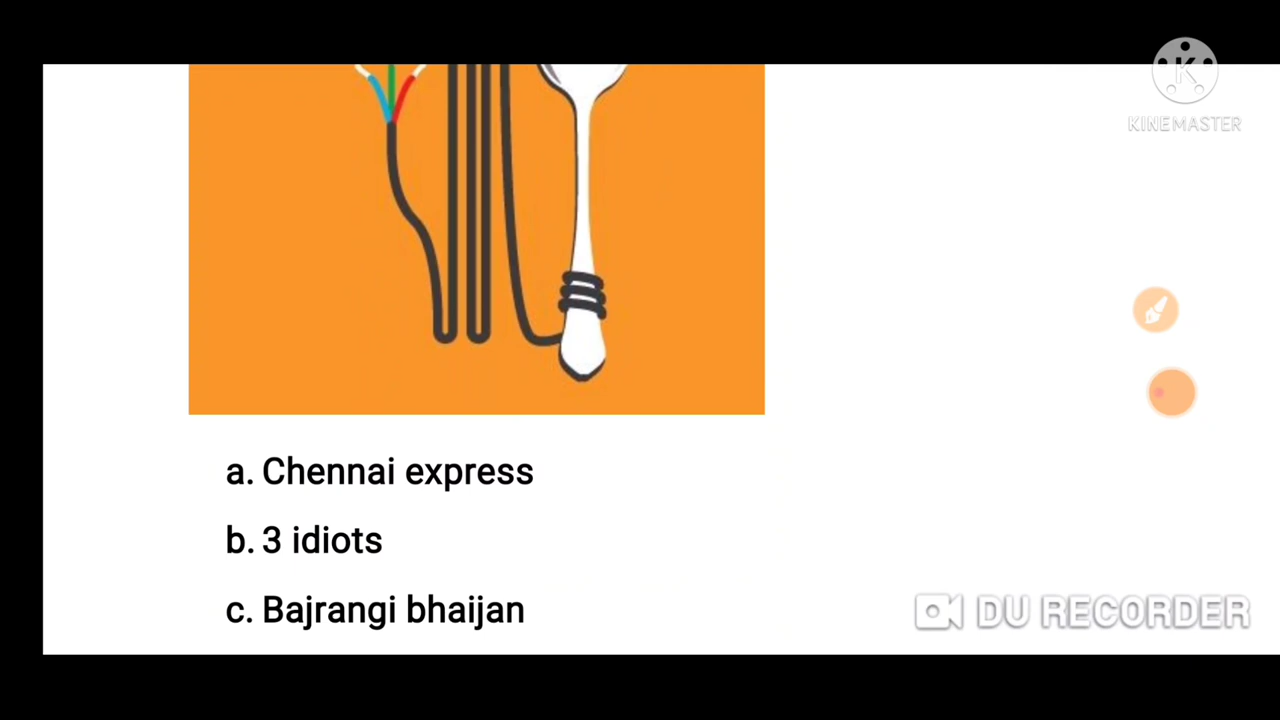 KINEMASTER
a. Chennai express
b. 3 idiots
c. Bajrangi bhaijan
DU RECORDER